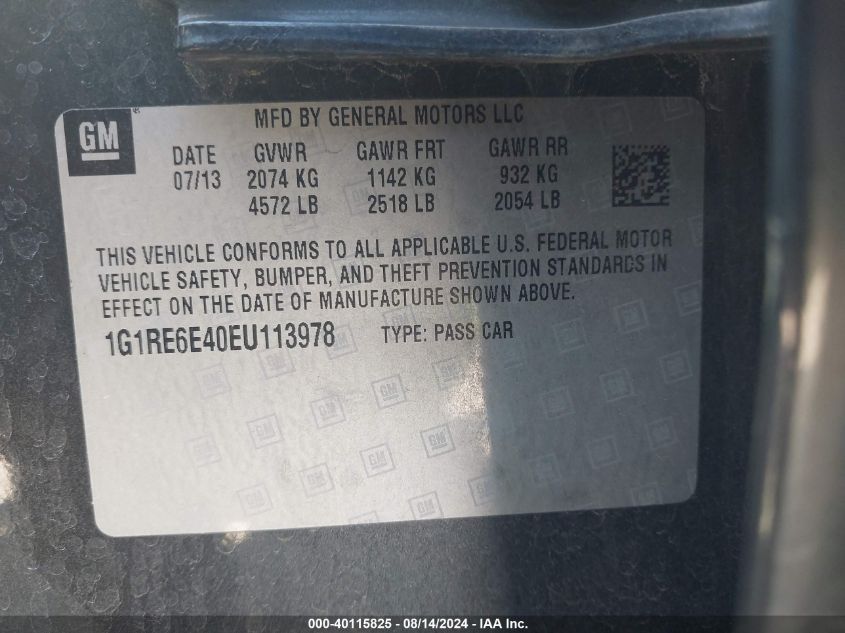 GM
MFD BY GENERAL MOTORS LLC
DATE GVWR GAWR FRT GAWR RR
07/13 2074 KG 1142 KG 932 KG
4572 LB 2518 LB 2054 LB
THIS VEHICLE CONFORMS TO ALL APPLICABLE U.S. FEDERAL MOTOR
VEHICLE SAFETY, BUMPER, AND THEFT PREVENTION STANDARDS IN
EFFECT ON THE DATE OF MANUFACTURE SHOWN ABOVE.
1G1RE6E40EU113978 TYPE: PASS CAR
000-40115825 - 08/14/2024 - IAA Inc.